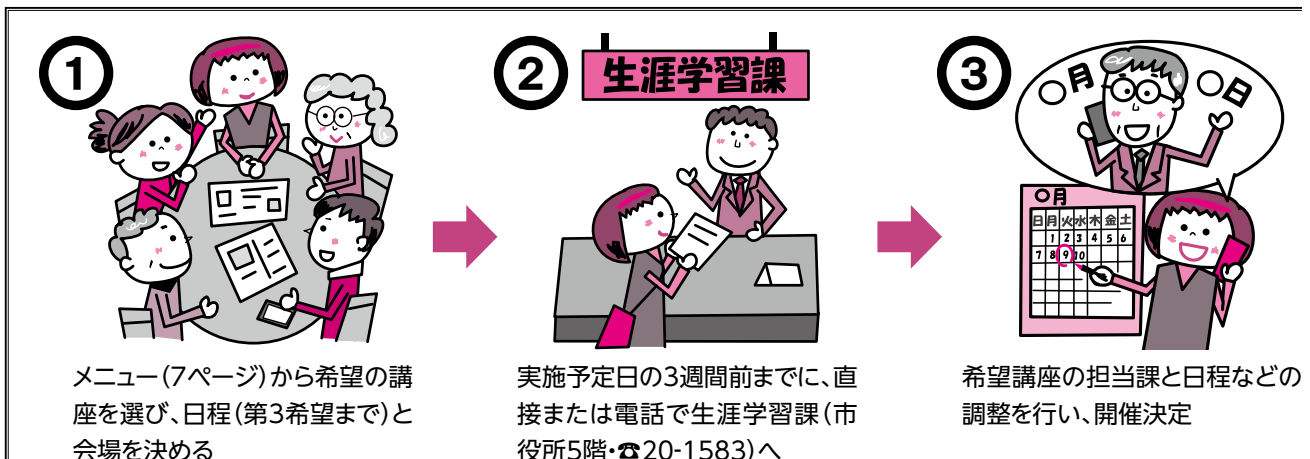 ①
メニュー(7ページ)から希望の講
座を選び、日程(第3希望まで)と
会場を決める
②
生涯学習課
実施予定日の3週間前までに、直
接または電話で生涯学習課(市
役所5階・☎20-1583)へ
③
○月 ○日
○月
日月火水木金土
1 2 3 4 5 6
7 8 9 10
希望講座の担当課と日程などの
調整を行い、開催決定